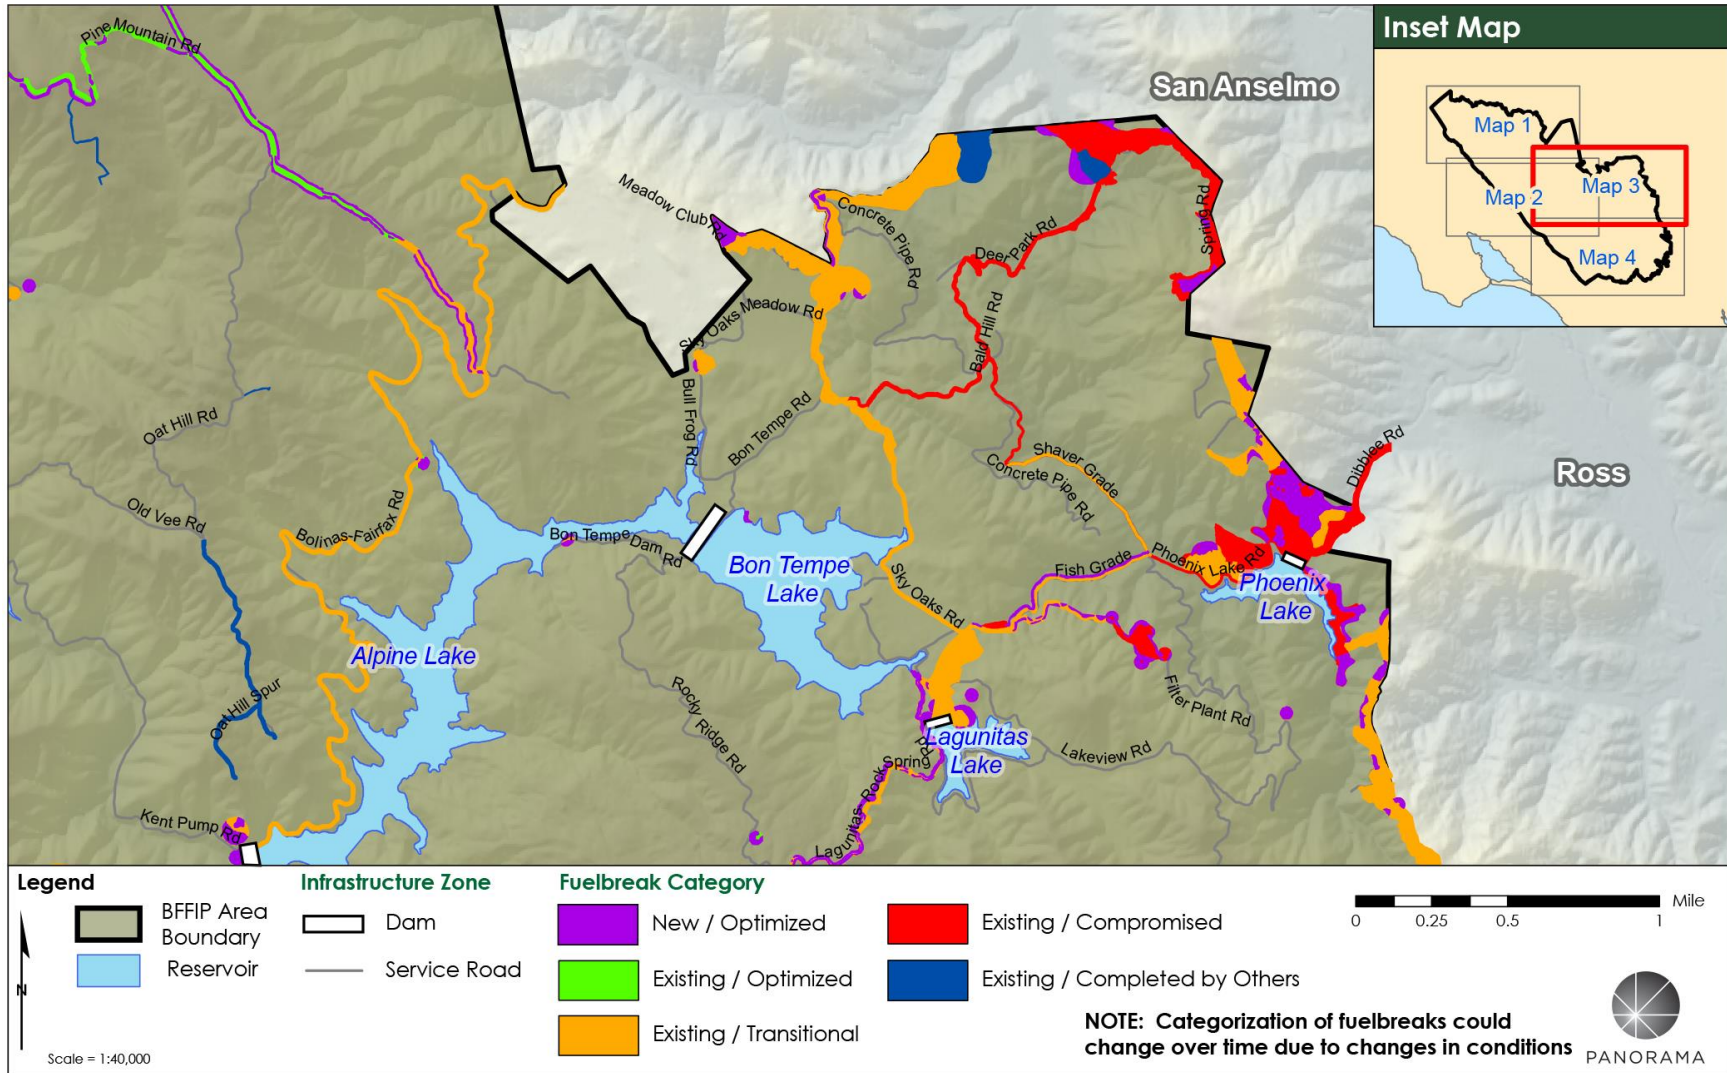 Pine Mountain Rd
San Anselmo
Inset Map
Map 1
Map 2
Map 3
Map 4
Meadow Club Rd
Concrete Pipe Rd
Deer Park Rd
Spring Rd
Oaks Meadow Rd
Bald Hill Rd
Bull Frog Rd
Bon Tempe Rd
Oat Hill Rd
Shaver Grade
Concrete Pipe Rd
Dibblee Rd
Ross
Old Vee Rd
Bolinas-Fairfax Rd
Bon Tempe Dam Rd
Bon Tempe
Lake
Sky Oaks Rd
Fish Grade
Phoenix Lake Rd
Phoenix
Lake
Alpine Lake
Oat Hill Spur
Rocky Ridge Rd
Filter Plant Rd
Lakeview Rd
Lagunitas
Lake
Lagunitas Rock Spring Rd
Kent Pump Rd
Legend
BFFIP Area
Boundary
Reservoir
N
Scale = 1:40,000
Infrastructure Zone
Dam
Service Road
Fuelbreak Category
New / Optimized
Existing / Optimized
Existing / Transitional
Existing / Compromised
Existing / Completed by Others
Mile
0 0.25 0.5 1
NOTE: Categorization of fuelbreaks could
change over time due to changes in conditions
PANORAMA